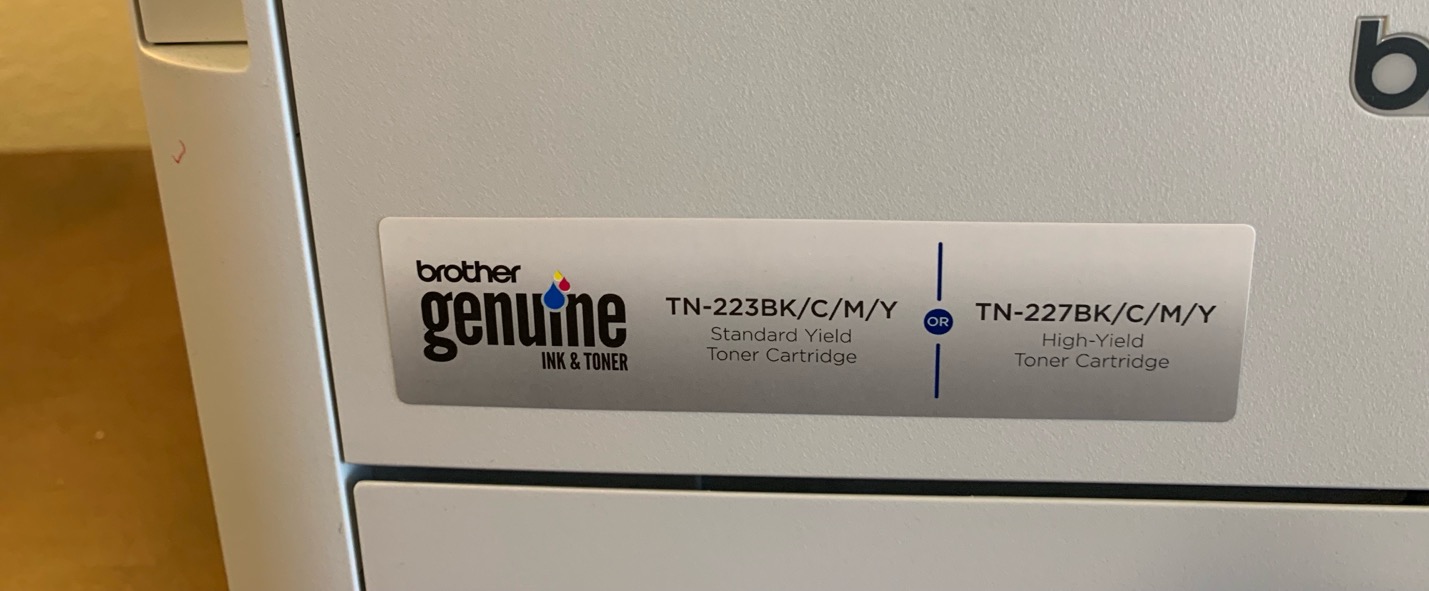 b
brother
genuine
INK & TONER
TN-223BK/C/M/Y
Standard Yield
Toner Cartridge
OR
TN-227BK/C/M/Y
High-Yield
Toner Cartridge